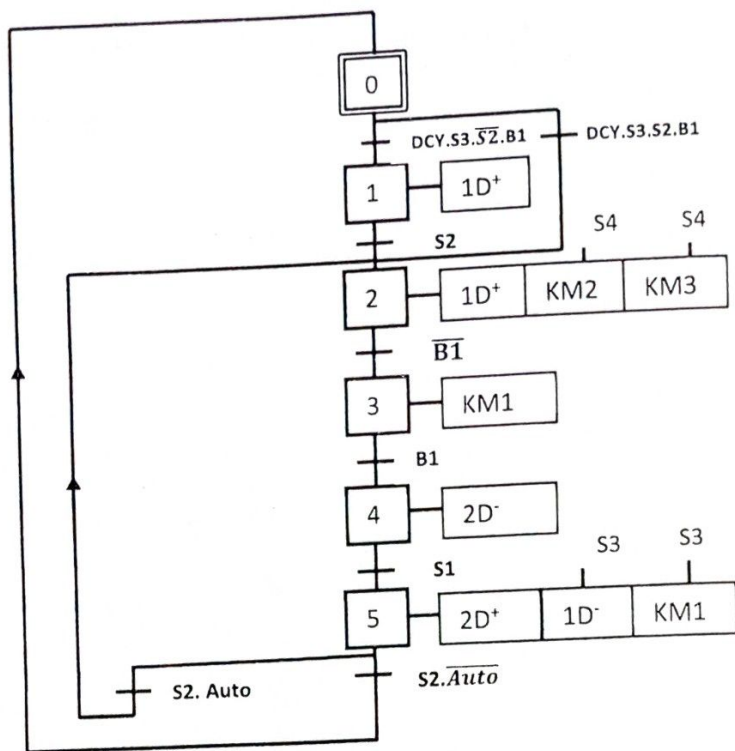 0
DCY.S3.S̅2̅.B1 DCY.S3.S2.B1
1 1D⁺
S2
S4 S4
2 1D⁺ KM2 KM3
B̅1̅
3 KM1
B1
4 2D⁻
S1
S3 S3
5 2D⁺ 1D⁻ KM1
S2. Auto S2.A̅u̅t̅o̅